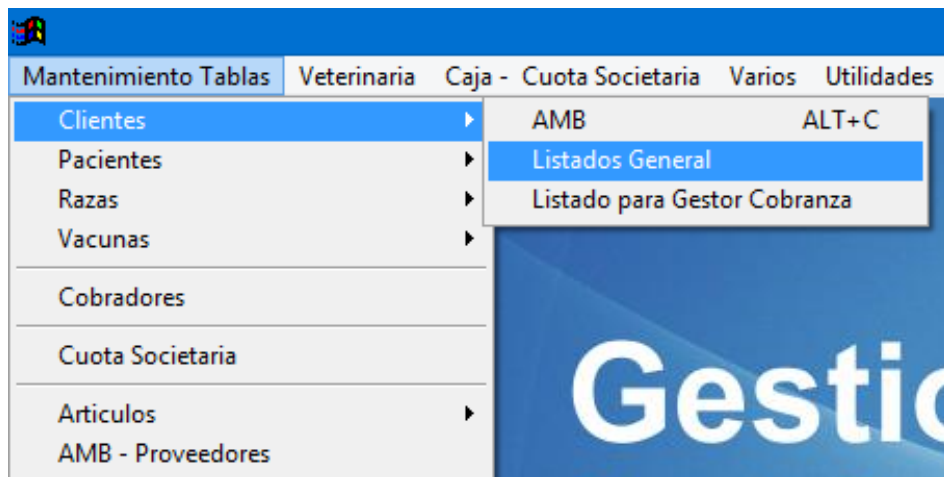 Mantenimiento Tablas Veterinaria Caja - Cuota Societaria Varios Utilidades
Clientes
Pacientes
Razas
Vacunas
Cobradores
Cuota Societaria
Articulos
AMB - Proveedores
AMB ALT+C
Listados General
Listado para Gestor Cobranza